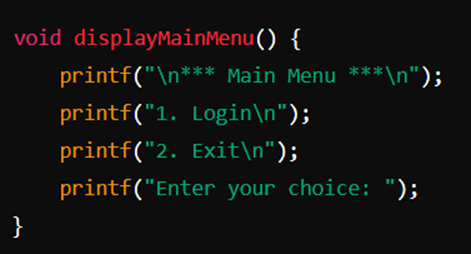 void displayMainMenu() {
    printf("\n*** Main Menu ***\n");
    printf("1. Login\n");
    printf("2. Exit\n");
    printf("Enter your choice: ");
}